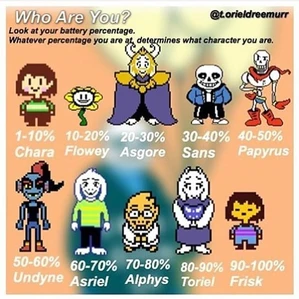 Who Are You?
@t.orieldreemurr
Look at your battery percentage.
Whatever percentage you are at, determines what character you are.
1-10% 10-20% 20-30% 30-40% 40-50%
Chara Flowey Asgore Sans Papyrus
50-60% 60-70% 70-80% 80-90% 90-100%
Undyne Asriel Alphys Toriel Frisk